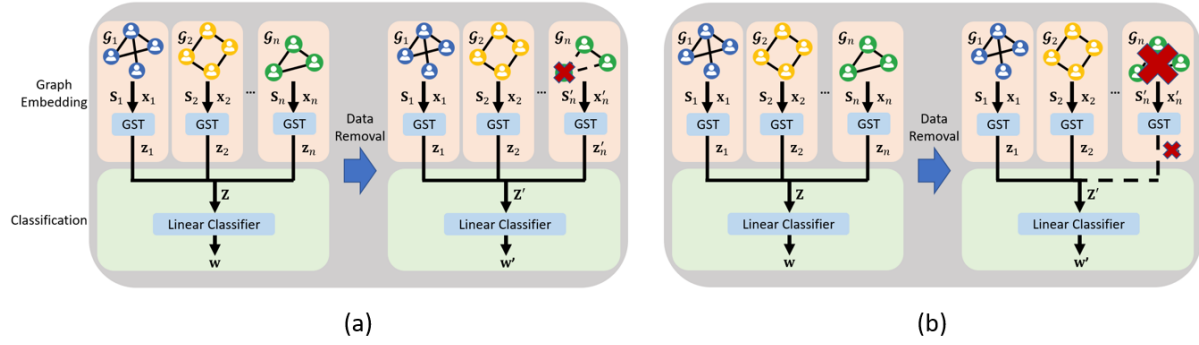 𝓖₁ 𝓖₂ 𝓖ₙ 𝓖₁ 𝓖₂ 𝓖ₙ 𝓖₁ 𝓖₂ 𝓖ₙ 𝓖₁ 𝓖₂ 𝓖ₙ
Graph
Embedding
𝐒₁ 𝐱₁ 𝐒₂ 𝐱₂ ... 𝐒ₙ 𝐱ₙ
GST GST GST
𝐳₁ 𝐳₂ 𝐳ₙ
Data
Removal
𝐒₁ 𝐱₁ 𝐒₂ 𝐱₂ ... 𝐒′ₙ 𝐱′ₙ
GST GST GST
𝐳₁ 𝐳₂ 𝐳′ₙ
Classification
𝐙
Linear Classifier
𝐰
𝐙′
Linear Classifier
𝐰′
(a)
𝐒₁ 𝐱₁ 𝐒₂ 𝐱₂ ... 𝐒ₙ 𝐱ₙ
GST GST GST
𝐳₁ 𝐳₂ 𝐳ₙ
Data
Removal
𝐒₁ 𝐱₁ 𝐒₂ 𝐱₂ ... 𝐒′ₙ 𝐱′ₙ
GST GST GST
𝐳₁ 𝐳₂
𝐙
Linear Classifier
𝐰
𝐙′
Linear Classifier
𝐰′
(b)